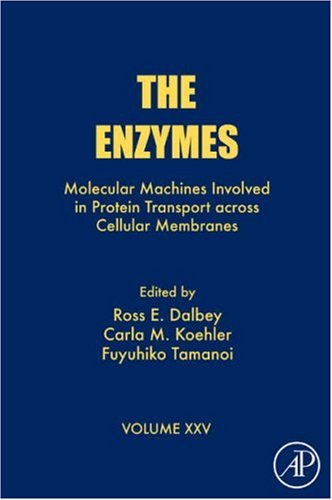 THE
ENZYMES
Molecular Machines Involved
in Protein Transport across
Cellular Membranes
Edited by
Ross E. Dalbey
Carla M. Koehler
Fuyuhiko Tamanoi
VOLUME XXV
AP